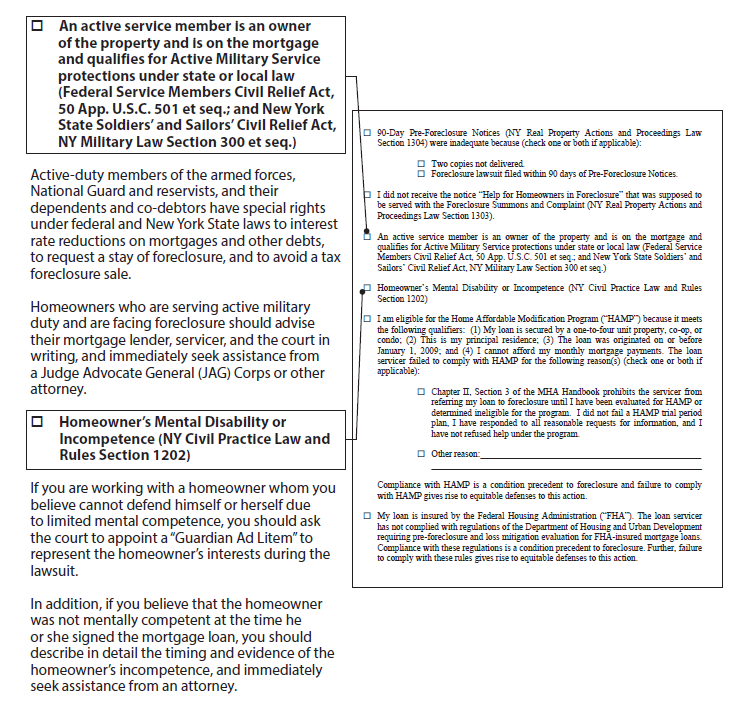 ☐ An active service member is an owner
of the property and is on the mortgage
and qualifies for Active Military Service
protections under state or local law
(Federal Service Members Civil Relief Act,
50 App. U.S.C. 501 et seq.; and New York
State Soldiers' and Sailors' Civil Relief Act,
NY Military Law Section 300 et seq.)
Active-duty members of the armed forces,
National Guard and reservists, and their
dependents and co-debtors have special rights
under federal and New York State laws to interest
rate reductions on mortgages and other debts,
to request a stay of foreclosure, and to avoid a tax
foreclosure sale.
Homeowners who are serving active military
duty and are facing foreclosure should advise
their mortgage lender, servicer, and the court in
writing, and immediately seek assistance from
a Judge Advocate General (JAG) Corps or other
attorney.
☐ Homeowner's Mental Disability or
Incompetence (NY Civil Practice Law and
Rules Section 1202)
If you are working with a homeowner whom you
believe cannot defend himself or herself due
to limited mental competence, you should ask
the court to appoint a "Guardian Ad Litem" to
represent the homeowner's interests during the
lawsuit.
In addition, if you believe that the homeowner
was not mentally competent at the time he
or she signed the mortgage loan, you should
describe in detail the timing and evidence of the
homeowner's incompetence, and immediately
seek assistance from an attorney.
☐ 90-Day Pre-Foreclosure Notices (NY Real Property Actions and Proceedings Law
Section 1304) were inadequate because (check one or both if applicable):
☐ Two copies not delivered.
☐ Foreclosure lawsuit filed within 90 days of Pre-Foreclosure Notices.
☐ I did not receive the notice "Help for Homeowners in Foreclosure" that was supposed to
be served with the Foreclosure Summons and Complaint (NY Real Property Actions and
Proceedings Law Section 1303).
☐ An active service member is an owner of the property and is on the mortgage and
qualifies for Active Military Service protections under state or local law (Federal Service
Members Civil Relief Act, 50 App. U.S.C. 501 et seq.; and New York State Soldiers' and
Sailors' Civil Relief Act, NY Military Law Section 300 et seq.)
☐ Homeowner's Mental Disability or Incompetence (NY Civil Practice Law and Rules
Section 1202)
☐ I am eligible for the Home Affordable Modification Program ("HAMP") because it meets
the following qualifiers: (1) My loan is secured by a one-to-four unit property, co-op, or
condo; (2) This is my principal residence; (3) The loan was originated on or before
January 1, 2009; and (4) I cannot afford my monthly mortgage payments. The loan
servicer failed to comply with HAMP for the following reason(s) (check one or both if
applicable):
☐ Chapter II, Section 3 of the MHA Handbook prohibits the servicer from
referring my loan to foreclosure until I have been evaluated for HAMP or
determined ineligible for the program. I did not fail a HAMP trial period
plan, I have responded to all reasonable requests for information, and I
have not refused help under the program.
☐ Other reason:
Compliance with HAMP is a condition precedent to foreclosure and failure to comply
with HAMP gives rise to equitable defenses to this action.
☐ My loan is insured by the Federal Housing Administration ("FHA"). The loan servicer
has not complied with regulations of the Department of Housing and Urban Development
requiring pre-foreclosure and loss mitigation evaluation for FHA-insured mortgage loans.
Compliance with these regulations is a condition precedent to foreclosure. Further, failure
to comply with these rules gives rise to equitable defenses to this action.